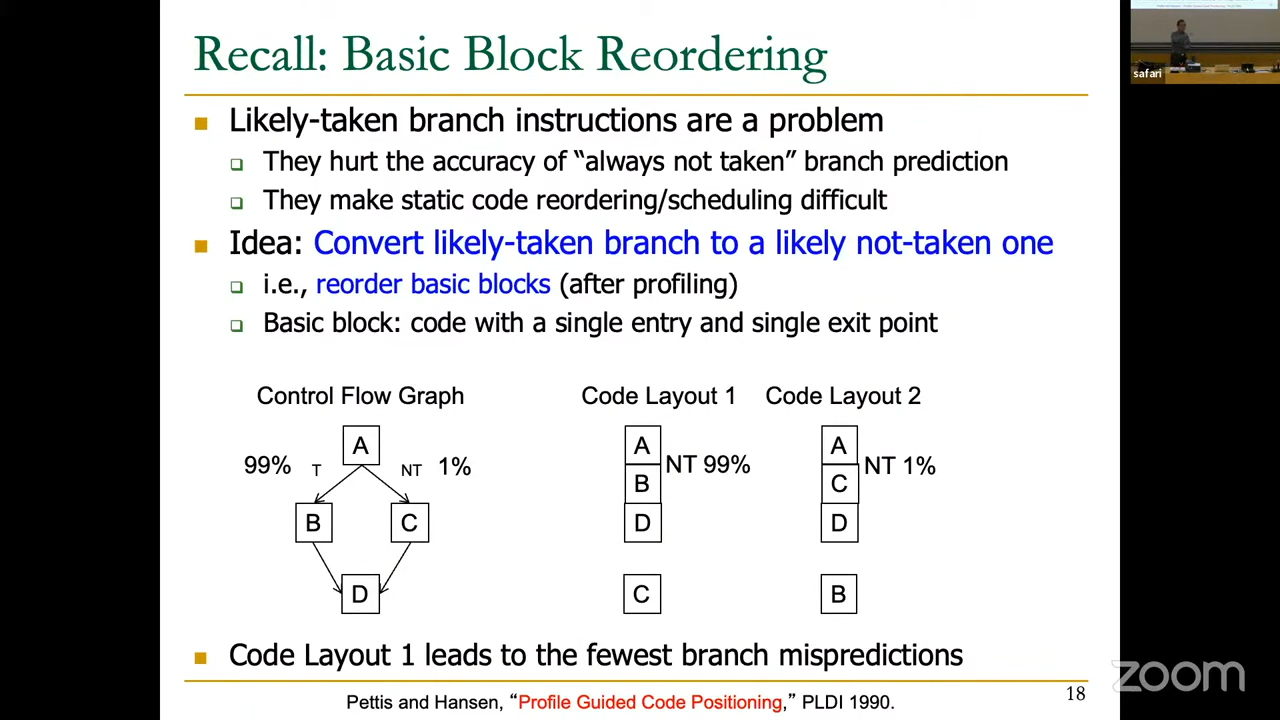 Recall: Basic Block Reordering
safari
Likely-taken branch instructions are a problem
They hurt the accuracy of “always not taken” branch prediction
They make static code reordering/scheduling difficult
Idea: Convert likely-taken branch to a likely not-taken one
i.e., reorder basic blocks (after profiling)
Basic block: code with a single entry and single exit point
Control Flow Graph
A
99% T NT 1%
B C
D
Code Layout 1
A
NT 99%
B
D
C
Code Layout 2
A
NT 1%
C
D
B
Code Layout 1 leads to the fewest branch mispredictions
Pettis and Hansen, “Profile Guided Code Positioning,” PLDI 1990.
18
zoom